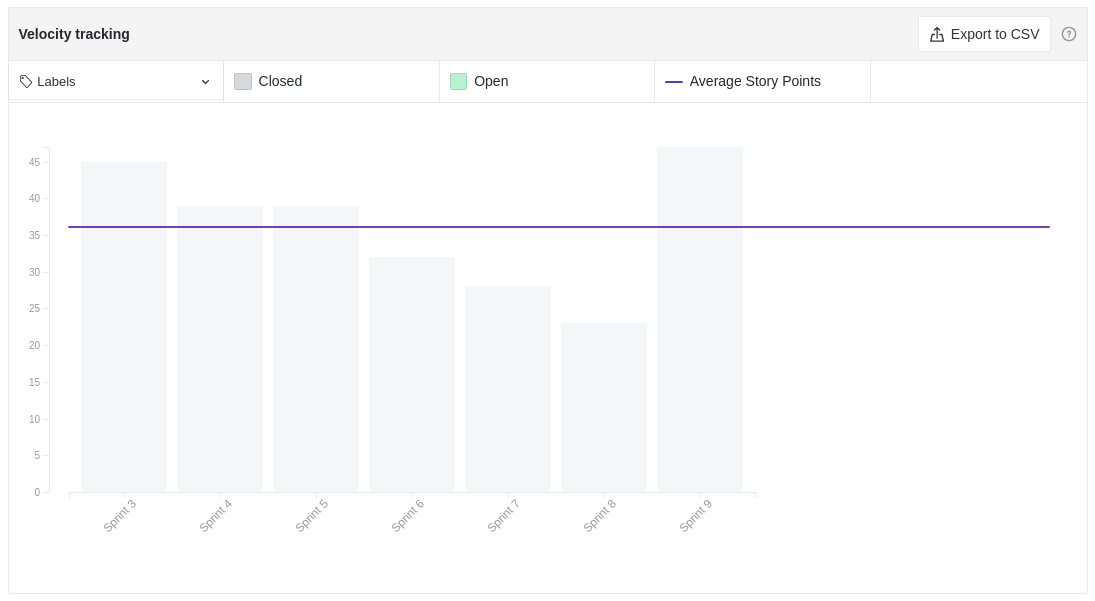 Velocity tracking
Export to CSV
?
Labels
Closed
Open
Average Story Points
45
40
35
30
25
20
15
10
5
0
Sprint 3
Sprint 4
Sprint 5
Sprint 6
Sprint 7
Sprint 8
Sprint 9